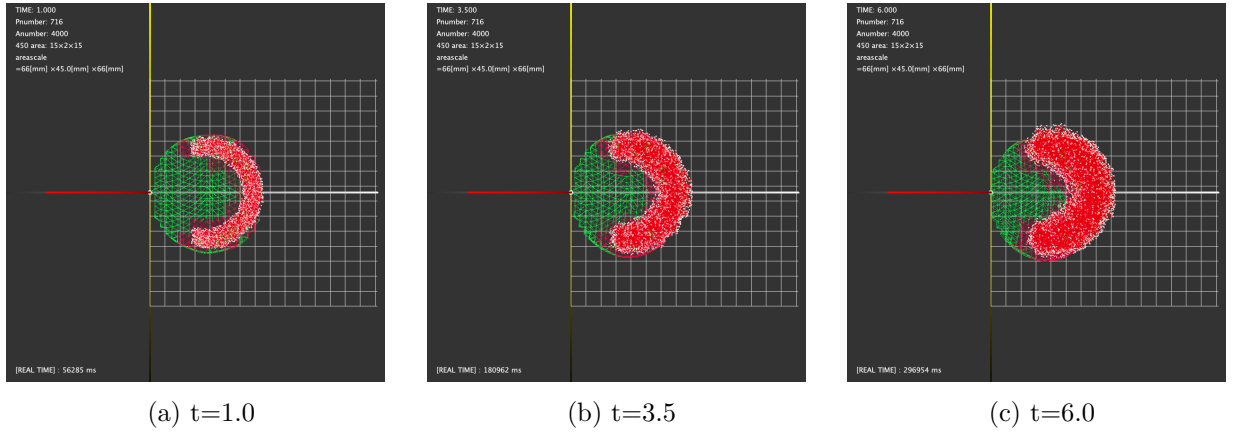 TIME: 1.000
Pnumber: 716
Anumber: 4000
450 area: 15×2×15
areascale
=66[mm] ×45.0[mm] ×66[mm]
[REAL TIME] : 56285 ms
(a) t=1.0
TIME: 3.500
Pnumber: 716
Anumber: 4000
450 area: 15×2×15
areascale
=66[mm] ×45.0[mm] ×66[mm]
[REAL TIME] : 180962 ms
(b) t=3.5
TIME: 6.000
Pnumber: 716
Anumber: 4000
450 area: 15×2×15
areascale
=66[mm] ×45.0[mm] ×66[mm]
[REAL TIME] : 296954 ms
(c) t=6.0